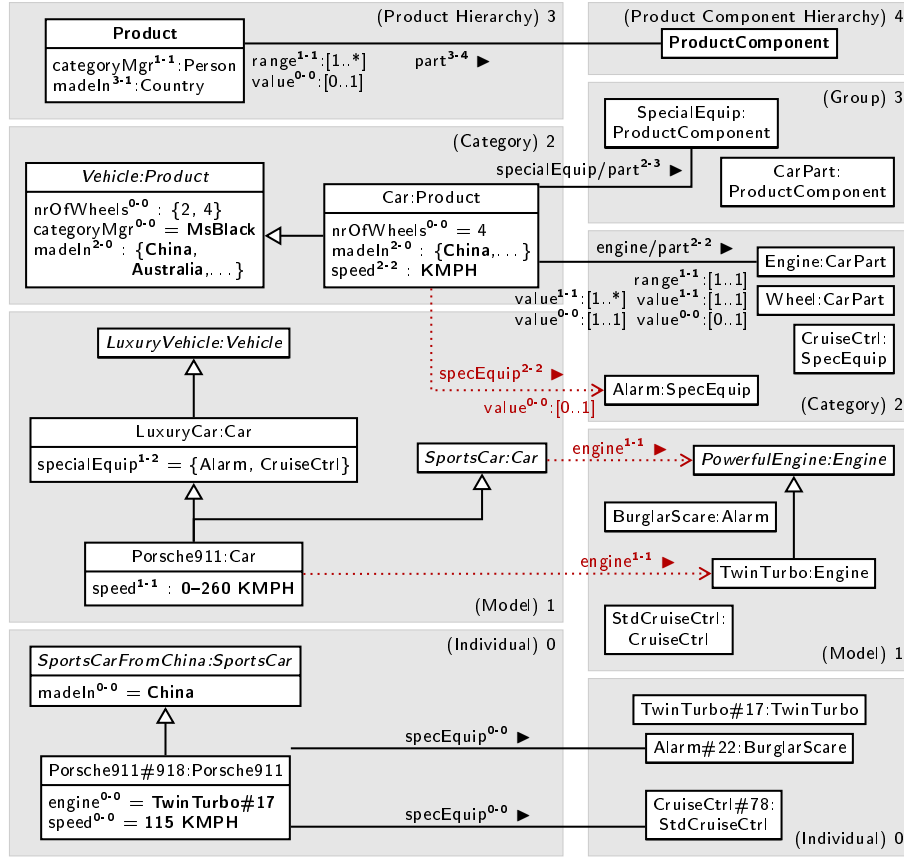 (Product Hierarchy) 3
Product
categoryMgr¹⁻¹:Person
madeIn³⁻¹:Country
range¹⁻¹:[1..*]
value⁰⁻⁰:[0..1]
part³⁻⁴ ▶
(Product Component Hierarchy) 4
ProductComponent
(Group) 3
SpecialEquip:
ProductComponent
CarPart:
ProductComponent
(Category) 2
Vehicle:Product
nrOfWheels⁰⁻⁰ : {2, 4}
categoryMgr⁰⁻⁰ = MsBlack
madeIn²⁻⁰ : {China,
Australia,...}
Car:Product
nrOfWheels⁰⁻⁰ = 4
madeIn²⁻⁰ : {China,...}
speed²⁻² : KMPH
specialEquip/part²⁻³ ▶
engine/part²⁻² ▶
range¹⁻¹:[1..1]
value¹⁻¹:[1..*] value¹⁻¹:[1..1]
value⁰⁻⁰:[1..1] value⁰⁻⁰:[0..1]
Engine:CarPart
Wheel:CarPart
CruiseCtrl:
SpecEquip
Alarm:SpecEquip
(Category) 2
specEquip²⁻² ▶
value⁰⁻⁰:[0..1]
LuxuryVehicle:Vehicle
LuxuryCar:Car
specialEquip¹⁻² = {Alarm, CruiseCtrl}
SportsCar:Car
Porsche911:Car
speed¹⁻¹ : 0–260 KMPH
(Model) 1
engine¹⁻¹ ▶
engine¹⁻¹ ▶
PowerfulEngine:Engine
BurglarScare:Alarm
TwinTurbo:Engine
StdCruiseCtrl:
CruiseCtrl
(Model) 1
(Individual) 0
SportsCarFromChina:SportsCar
madeIn⁰⁻⁰ = China
Porsche911#918:Porsche911
engine⁰⁻⁰ = TwinTurbo#17
speed⁰⁻⁰ = 115 KMPH
specEquip⁰⁻⁰ ▶
specEquip⁰⁻⁰ ▶
TwinTurbo#17:TwinTurbo
Alarm#22:BurglarScare
CruiseCtrl#78:
StdCruiseCtrl
(Individual) 0